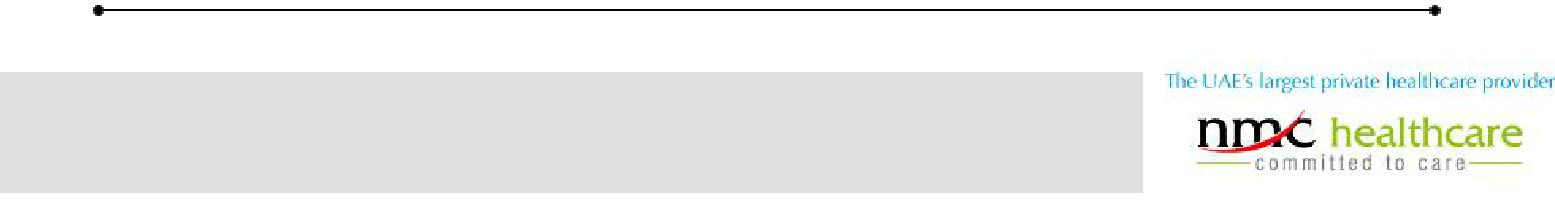 The UAE's largest private healthcare provider
nmc healthcare
committed to care